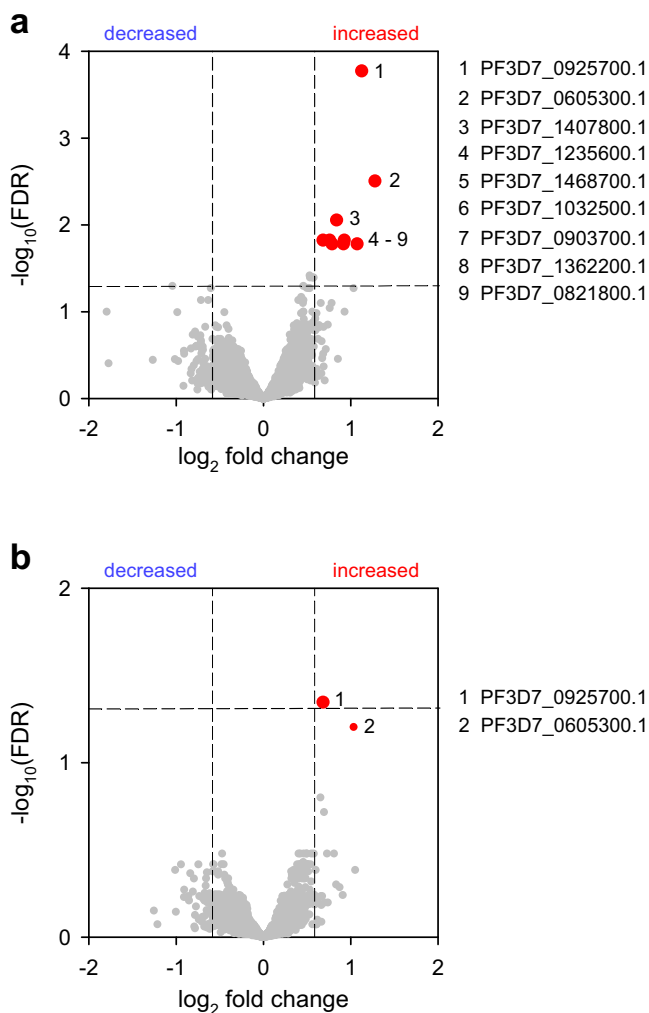 a
decreased increased
4
3
2
1
0
-log10(FDR)
1
2
3
4 - 9
-2 -1 0 1 2
log2 fold change
1 PF3D7_0925700.1
2 PF3D7_0605300.1
3 PF3D7_1407800.1
4 PF3D7_1235600.1
5 PF3D7_1468700.1
6 PF3D7_1032500.1
7 PF3D7_0903700.1
8 PF3D7_1362200.1
9 PF3D7_0821800.1
b
decreased increased
2
1
0
-log10(FDR)
1
2
-2 -1 0 1 2
log2 fold change
1 PF3D7_0925700.1
2 PF3D7_0605300.1